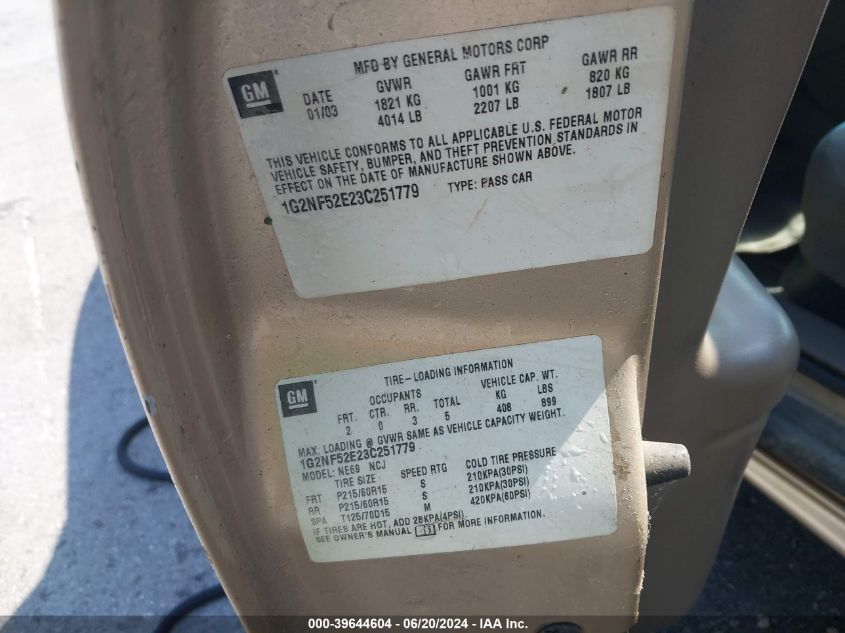 MFD BY GENERAL MOTORS CORP
GM DATE GVWR GAWR FRT GAWR RR
01/03 1821 KG 1001 KG 820 KG
4014 LB 2207 LB 1807 LB
THIS VEHICLE CONFORMS TO ALL APPLICABLE U.S. FEDERAL MOTOR
VEHICLE SAFETY, BUMPER, AND THEFT PREVENTION STANDARDS IN
EFFECT ON THE DATE OF MANUFACTURE SHOWN ABOVE.
1G2NF52E23C251779 TYPE: PASS CAR
GM TIRE-LOADING INFORMATION
OCCUPANTS VEHICLE CAP. WT.
FRT. CTR. RR. TOTAL KG LBS
2 0 3 5 408 899
MAX. LOADING @ GVWR SAME AS VEHICLE CAPACITY WEIGHT.
1G2NF52E23C251779
MODEL: NE69 NCJ
TIRE SIZE SPEED RTG COLD TIRE PRESSURE
FRT P215/60R15 S 210KPA(30PSI)
RR P215/60R15 S 210KPA(30PSI)
SPA T125/70D15 M 420KPA(60PSI)
IF TIRES ARE HOT, ADD 28KPA(4PSI).
SEE OWNER'S MANUAL FOR MORE INFORMATION.
000-39644604 / 06/20/2024 - IAA Inc.